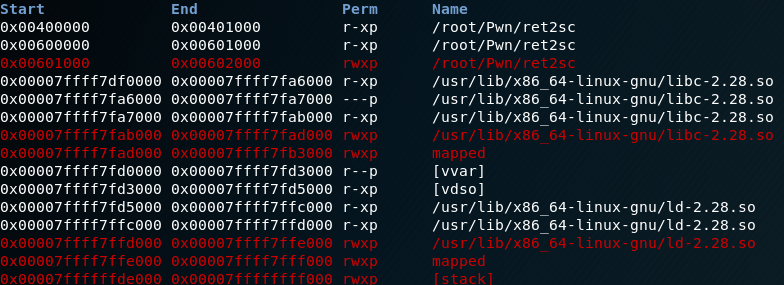 Start End Perm Name
0x00400000 0x00401000 r-xp /root/Pwn/ret2sc
0x00600000 0x00601000 r-xp /root/Pwn/ret2sc
0x00601000 0x00602000 rwxp /root/Pwn/ret2sc
0x00007ffff7df0000 0x00007ffff7fa6000 r-xp /usr/lib/x86_64-linux-gnu/libc-2.28.so
0x00007ffff7fa6000 0x00007ffff7fa7000 ---p /usr/lib/x86_64-linux-gnu/libc-2.28.so
0x00007ffff7fa7000 0x00007ffff7fab000 r-xp /usr/lib/x86_64-linux-gnu/libc-2.28.so
0x00007ffff7fab000 0x00007ffff7fad000 rwxp /usr/lib/x86_64-linux-gnu/libc-2.28.so
0x00007ffff7fad000 0x00007ffff7fb3000 rwxp mapped
0x00007ffff7fd0000 0x00007ffff7fd3000 r--p [vvar]
0x00007ffff7fd3000 0x00007ffff7fd5000 r-xp [vdso]
0x00007ffff7fd5000 0x00007ffff7ffc000 r-xp /usr/lib/x86_64-linux-gnu/ld-2.28.so
0x00007ffff7ffc000 0x00007ffff7ffd000 r-xp /usr/lib/x86_64-linux-gnu/ld-2.28.so
0x00007ffff7ffd000 0x00007ffff7ffe000 rwxp /usr/lib/x86_64-linux-gnu/ld-2.28.so
0x00007ffff7ffe000 0x00007ffff7fff000 rwxp mapped
0x00007ffffffde000 0x00007ffffffff000 rwxp [stack]